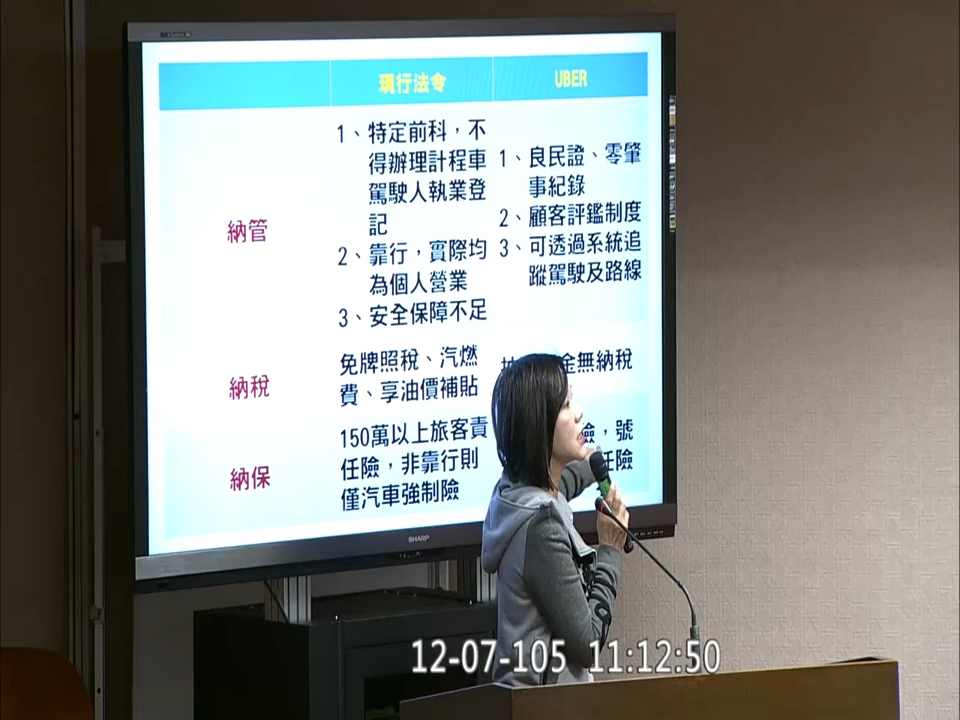 現行法令
UBER
納管
1、特定前科，不
得辦理計程車
駕駛人執業登
記
2、靠行，實際均
為個人營業
3、安全保障不足
1、良民證、零肇
事紀錄
2、顧客評鑑制度
3、可透過系統追
蹤駕駛及路線
納稅
免牌照稅、汽燃
費、享油價補貼
金無納稅
納保
150萬以上旅客責
任險，非靠行則
僅汽車強制險
險，號
任險
SHARP
12-07-105 11:12:50